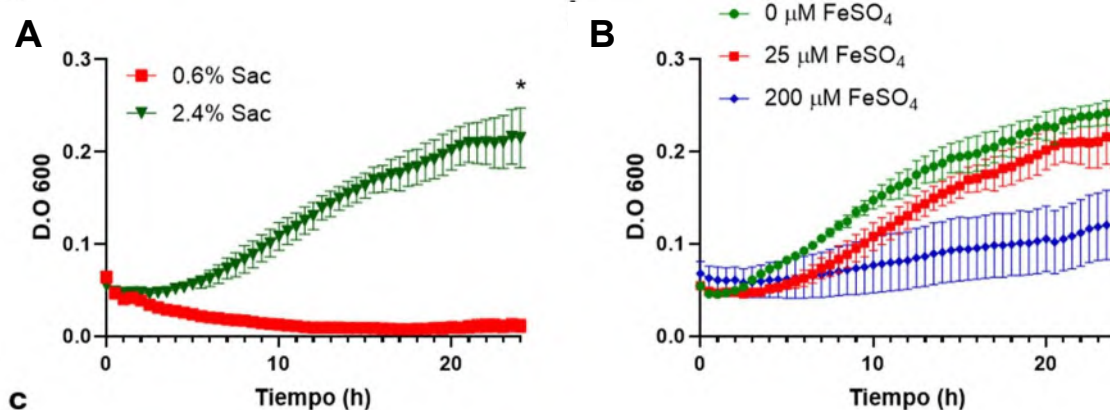 A
0.6% Sac
2.4% Sac
*
D.O 600
0.3
0.2
0.1
0.0
0
10
20
Tiempo (h)
B
0 μM FeSO₄
25 μM FeSO₄
200 μM FeSO₄
D.O 600
0.3
0.2
0.1
0.0
0
10
20
Tiempo (h)
c